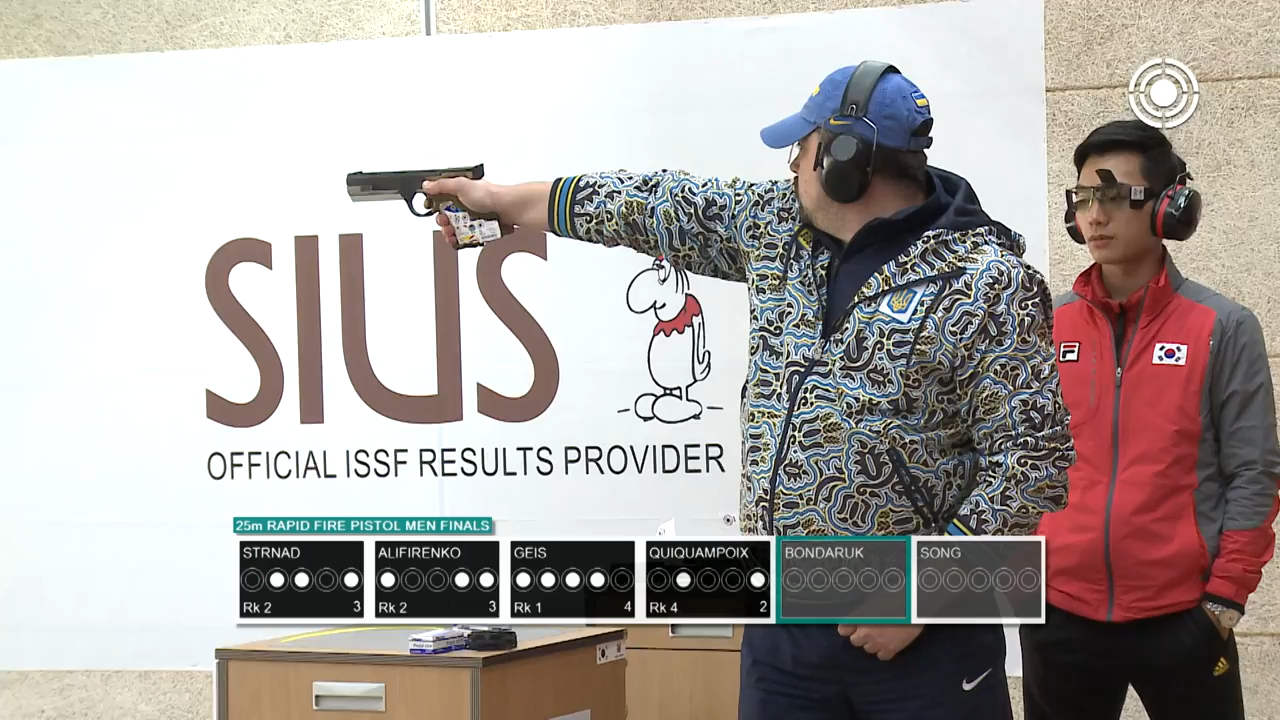 SIUS
OFFICIAL ISSF RESULTS PROVIDER
25m RAPID FIRE PISTOL MEN FINALS
STRNAD
Rk 2 3
ALIFIRENKO
Rk 2 3
GEIS
Rk 1 4
QUIQUAMPOIX
Rk 4 2
BONDARUK
SONG